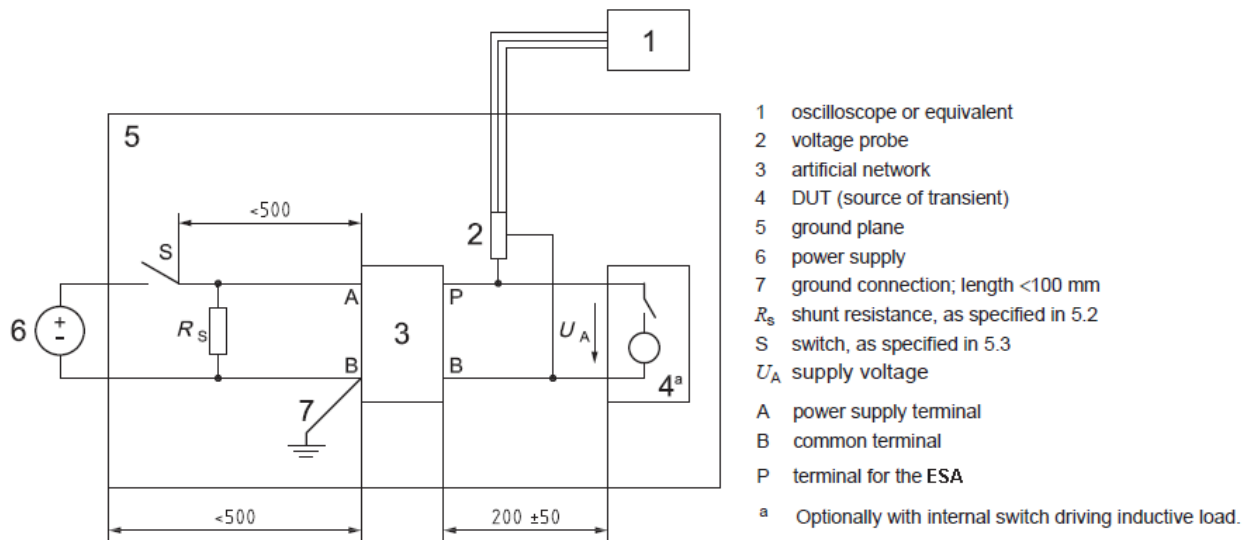 1
5
<500
2
S
A
P
6
+
-
R S
3
U A
B
B
7
4 a
<500
200 ±50
1 oscilloscope or equivalent
2 voltage probe
3 artificial network
4 DUT (source of transient)
5 ground plane
6 power supply
7 ground connection; length <100 mm
Rs shunt resistance, as specified in 5.2
S switch, as specified in 5.3
UA supply voltage
A power supply terminal
B common terminal
P terminal for the ESA
a Optionally with internal switch driving inductive load.